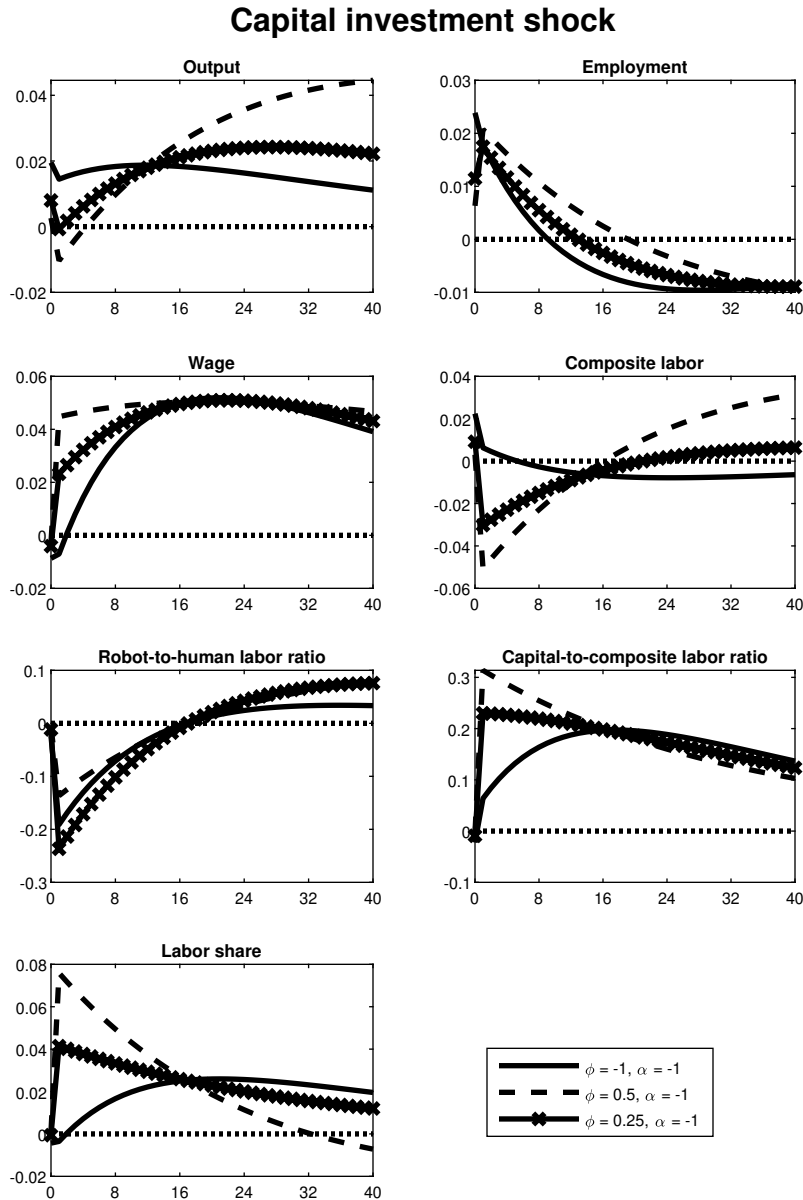 Capital investment shock
Output
Employment
0.04
0.02
0
-0.02
0 8 16 24 32 40
0.03
0.02
0.01
0
-0.01
0 8 16 24 32 40
Wage
Composite labor
0.06
0.04
0.02
0
-0.02
0 8 16 24 32 40
0.04
0.02
0
-0.02
-0.04
-0.06
0 8 16 24 32 40
Robot-to-human labor ratio
Capital-to-composite labor ratio
0.1
0
-0.1
-0.2
-0.3
0 8 16 24 32 40
0.3
0.2
0.1
0
-0.1
0 8 16 24 32 40
Labor share
0.08
0.06
0.04
0.02
0
-0.02
0 8 16 24 32 40
ϕ = -1, α = -1
ϕ = 0.5, α = -1
ϕ = 0.25, α = -1